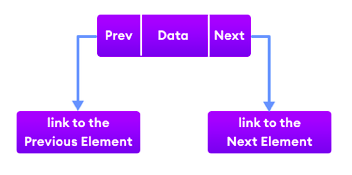 Prev Data Next
link to the
Previous Element
link to the
Next Element